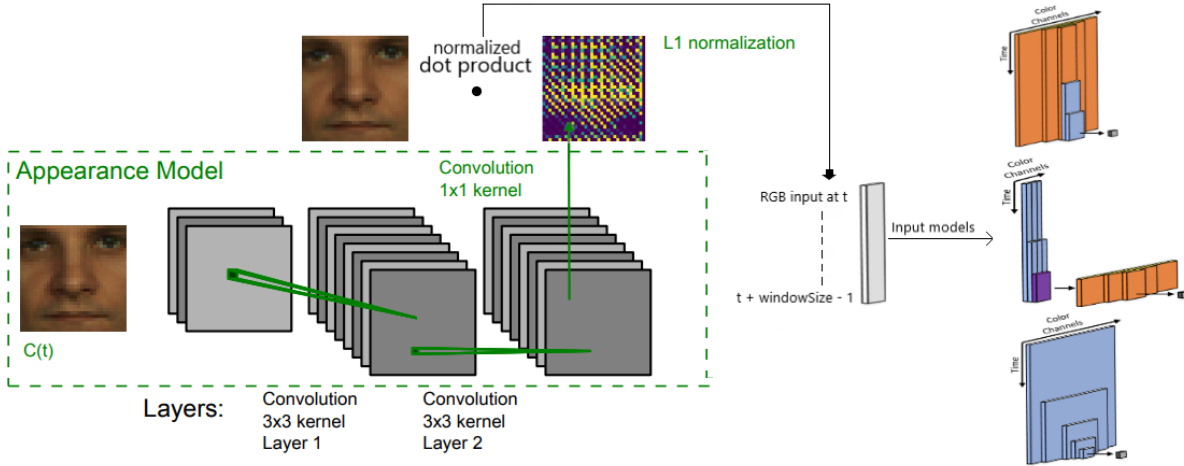 normalized
dot product
L1 normalization
Color
Channels
Time
Appearance Model
Convolution
1x1 kernel
C(t)
RGB input at t
t + windowSize - 1
Input models
Color
Channels
Time
Color
Channels
Time
Layers:
Convolution
3x3 kernel
Layer 1
Convolution
3x3 kernel
Layer 2